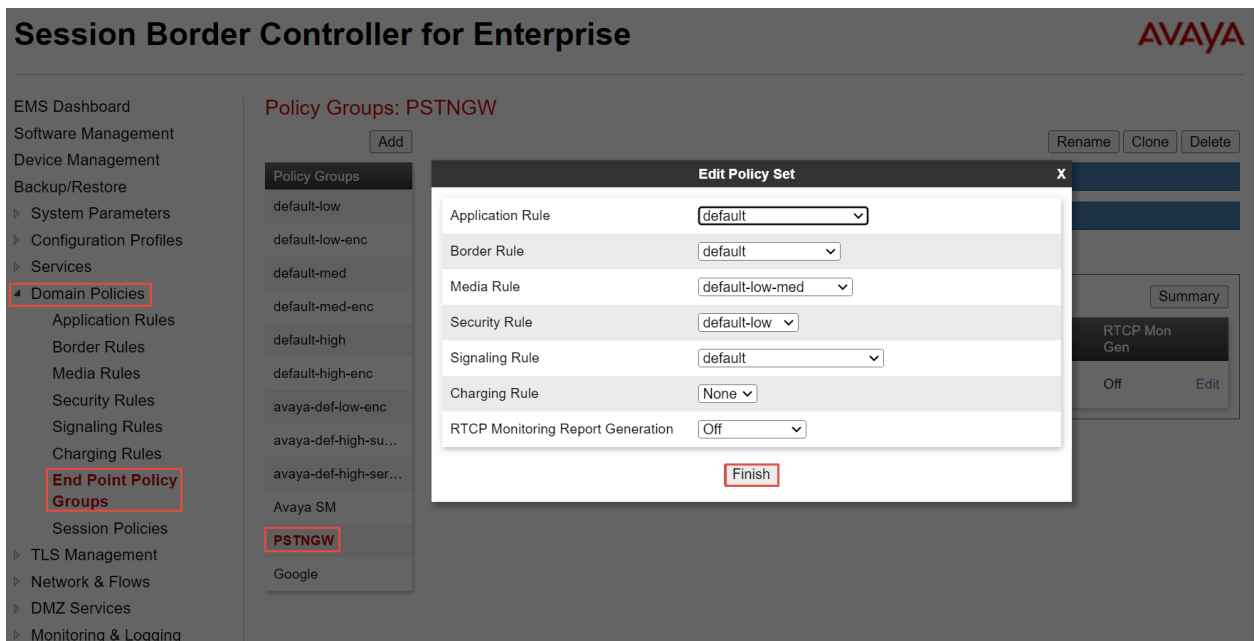 Session Border Controller for Enterprise
AVAYA
EMS Dashboard
Software Management
Device Management
Backup/Restore
System Parameters
Configuration Profiles
Services
Domain Policies
Application Rules
Border Rules
Media Rules
Security Rules
Signaling Rules
Charging Rules
End Point Policy
Groups
Session Policies
TLS Management
Network & Flows
DMZ Services
Monitoring & Logging
Policy Groups: PSTNGW
Add
Rename Clone Delete
Policy Groups
default-low
default-low-enc
default-med
default-med-enc
default-high
default-high-enc
avaya-def-low-enc
avaya-def-high-su...
avaya-def-high-ser...
Avaya SM
PSTNGW
Google
Edit Policy Set X
Application Rule default
Border Rule default
Media Rule default-low-med
Security Rule default-low
Signaling Rule default
Charging Rule None
RTCP Monitoring Report Generation Off
Finish
Summary
RTCP Mon
Gen
Off Edit